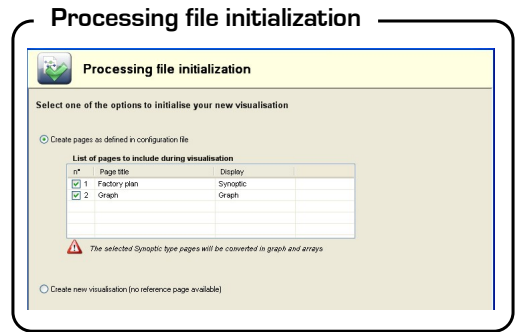 Processing file initialization
Processing file initialization
Select one of the options to initialise your new visualisation
Create pages as defined in configuration file
List of pages to include during visualisation
n° Page title Display
1 Factory plan Synoptic
2 Graph Graph
The selected Synoptic type pages will be converted in graph and arrays
Create new visualisation (no reference page available)